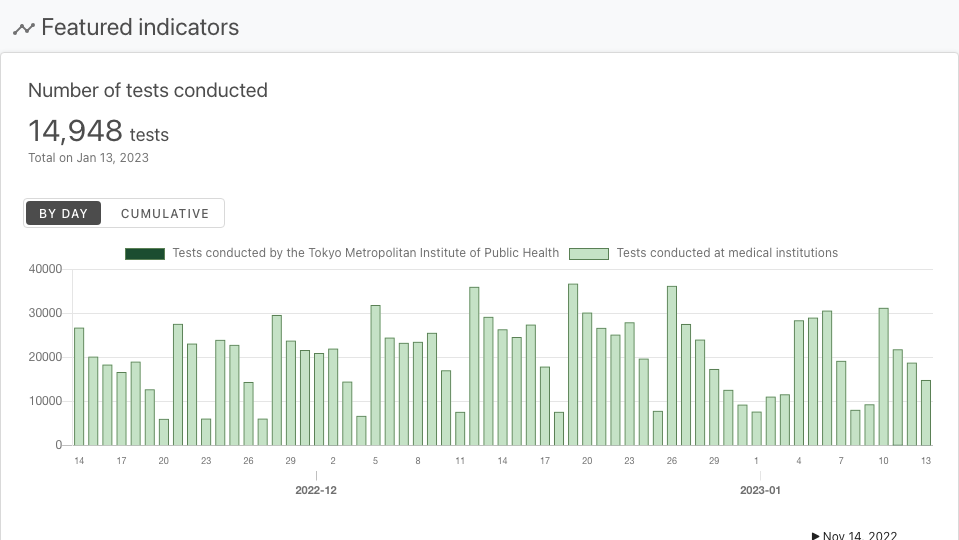 Featured indicators
Number of tests conducted
14,948 tests
Total on Jan 13, 2023
BY DAY CUMULATIVE
Tests conducted by the Tokyo Metropolitan Institute of Public Health Tests conducted at medical institutions
40000
30000
20000
10000
0
14 17 20 23 26 29 2 5 8 11 14 17 20 23 26 29 1 4 7 10 13
2022-12 2023-01
▶ Nov 14, 2022